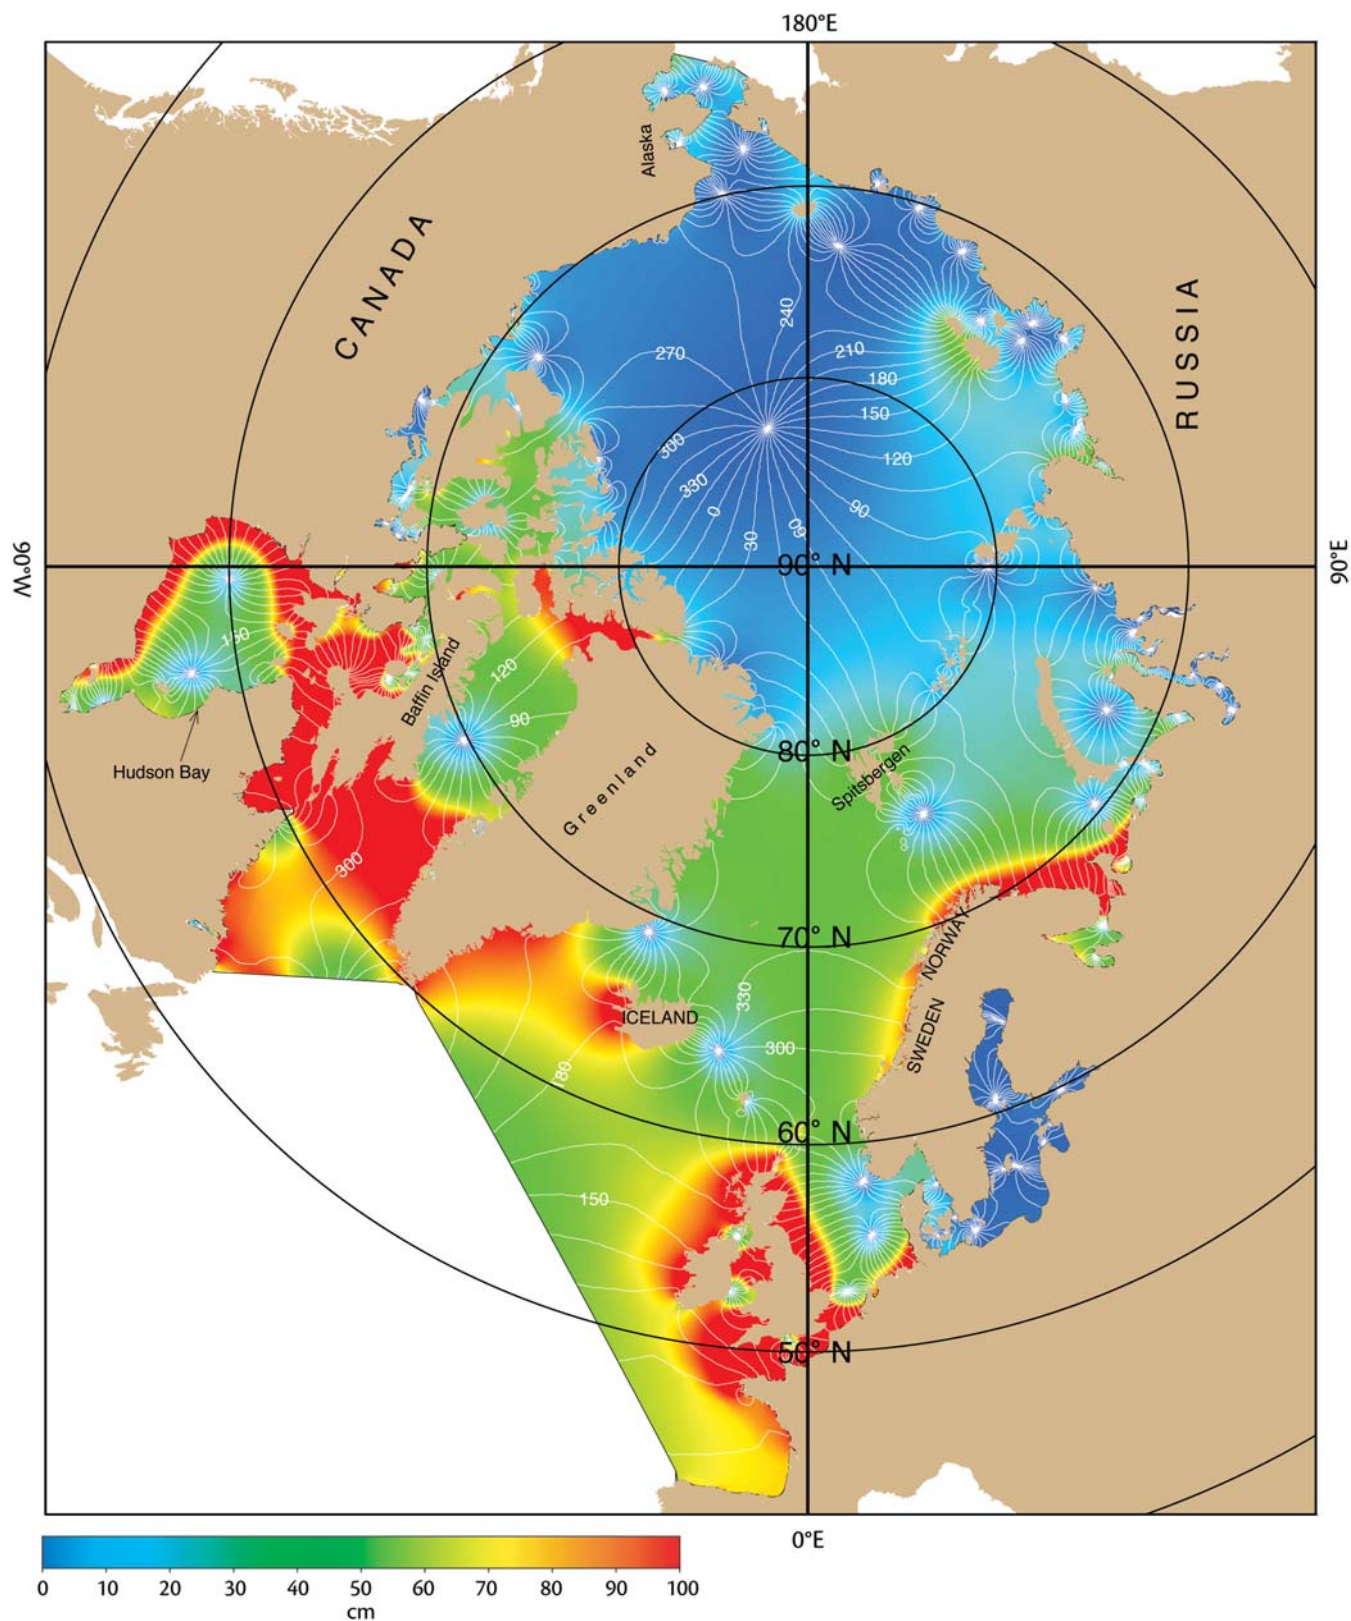 180°E
Alaska
CANADA
RUSSIA
240
270
210
180
150
300
120
330
90
0
60
30
90° N
90°W
90°E
150
120
Baffin Island
90
Hudson Bay
80° N
Greenland
Spitsbergen
300
70° N
NORWAY
330
ICELAND
SWEDEN
300
180
60° N
150
50° N
0°E
0 10 20 30 40 50 60 70 80 90 100
cm